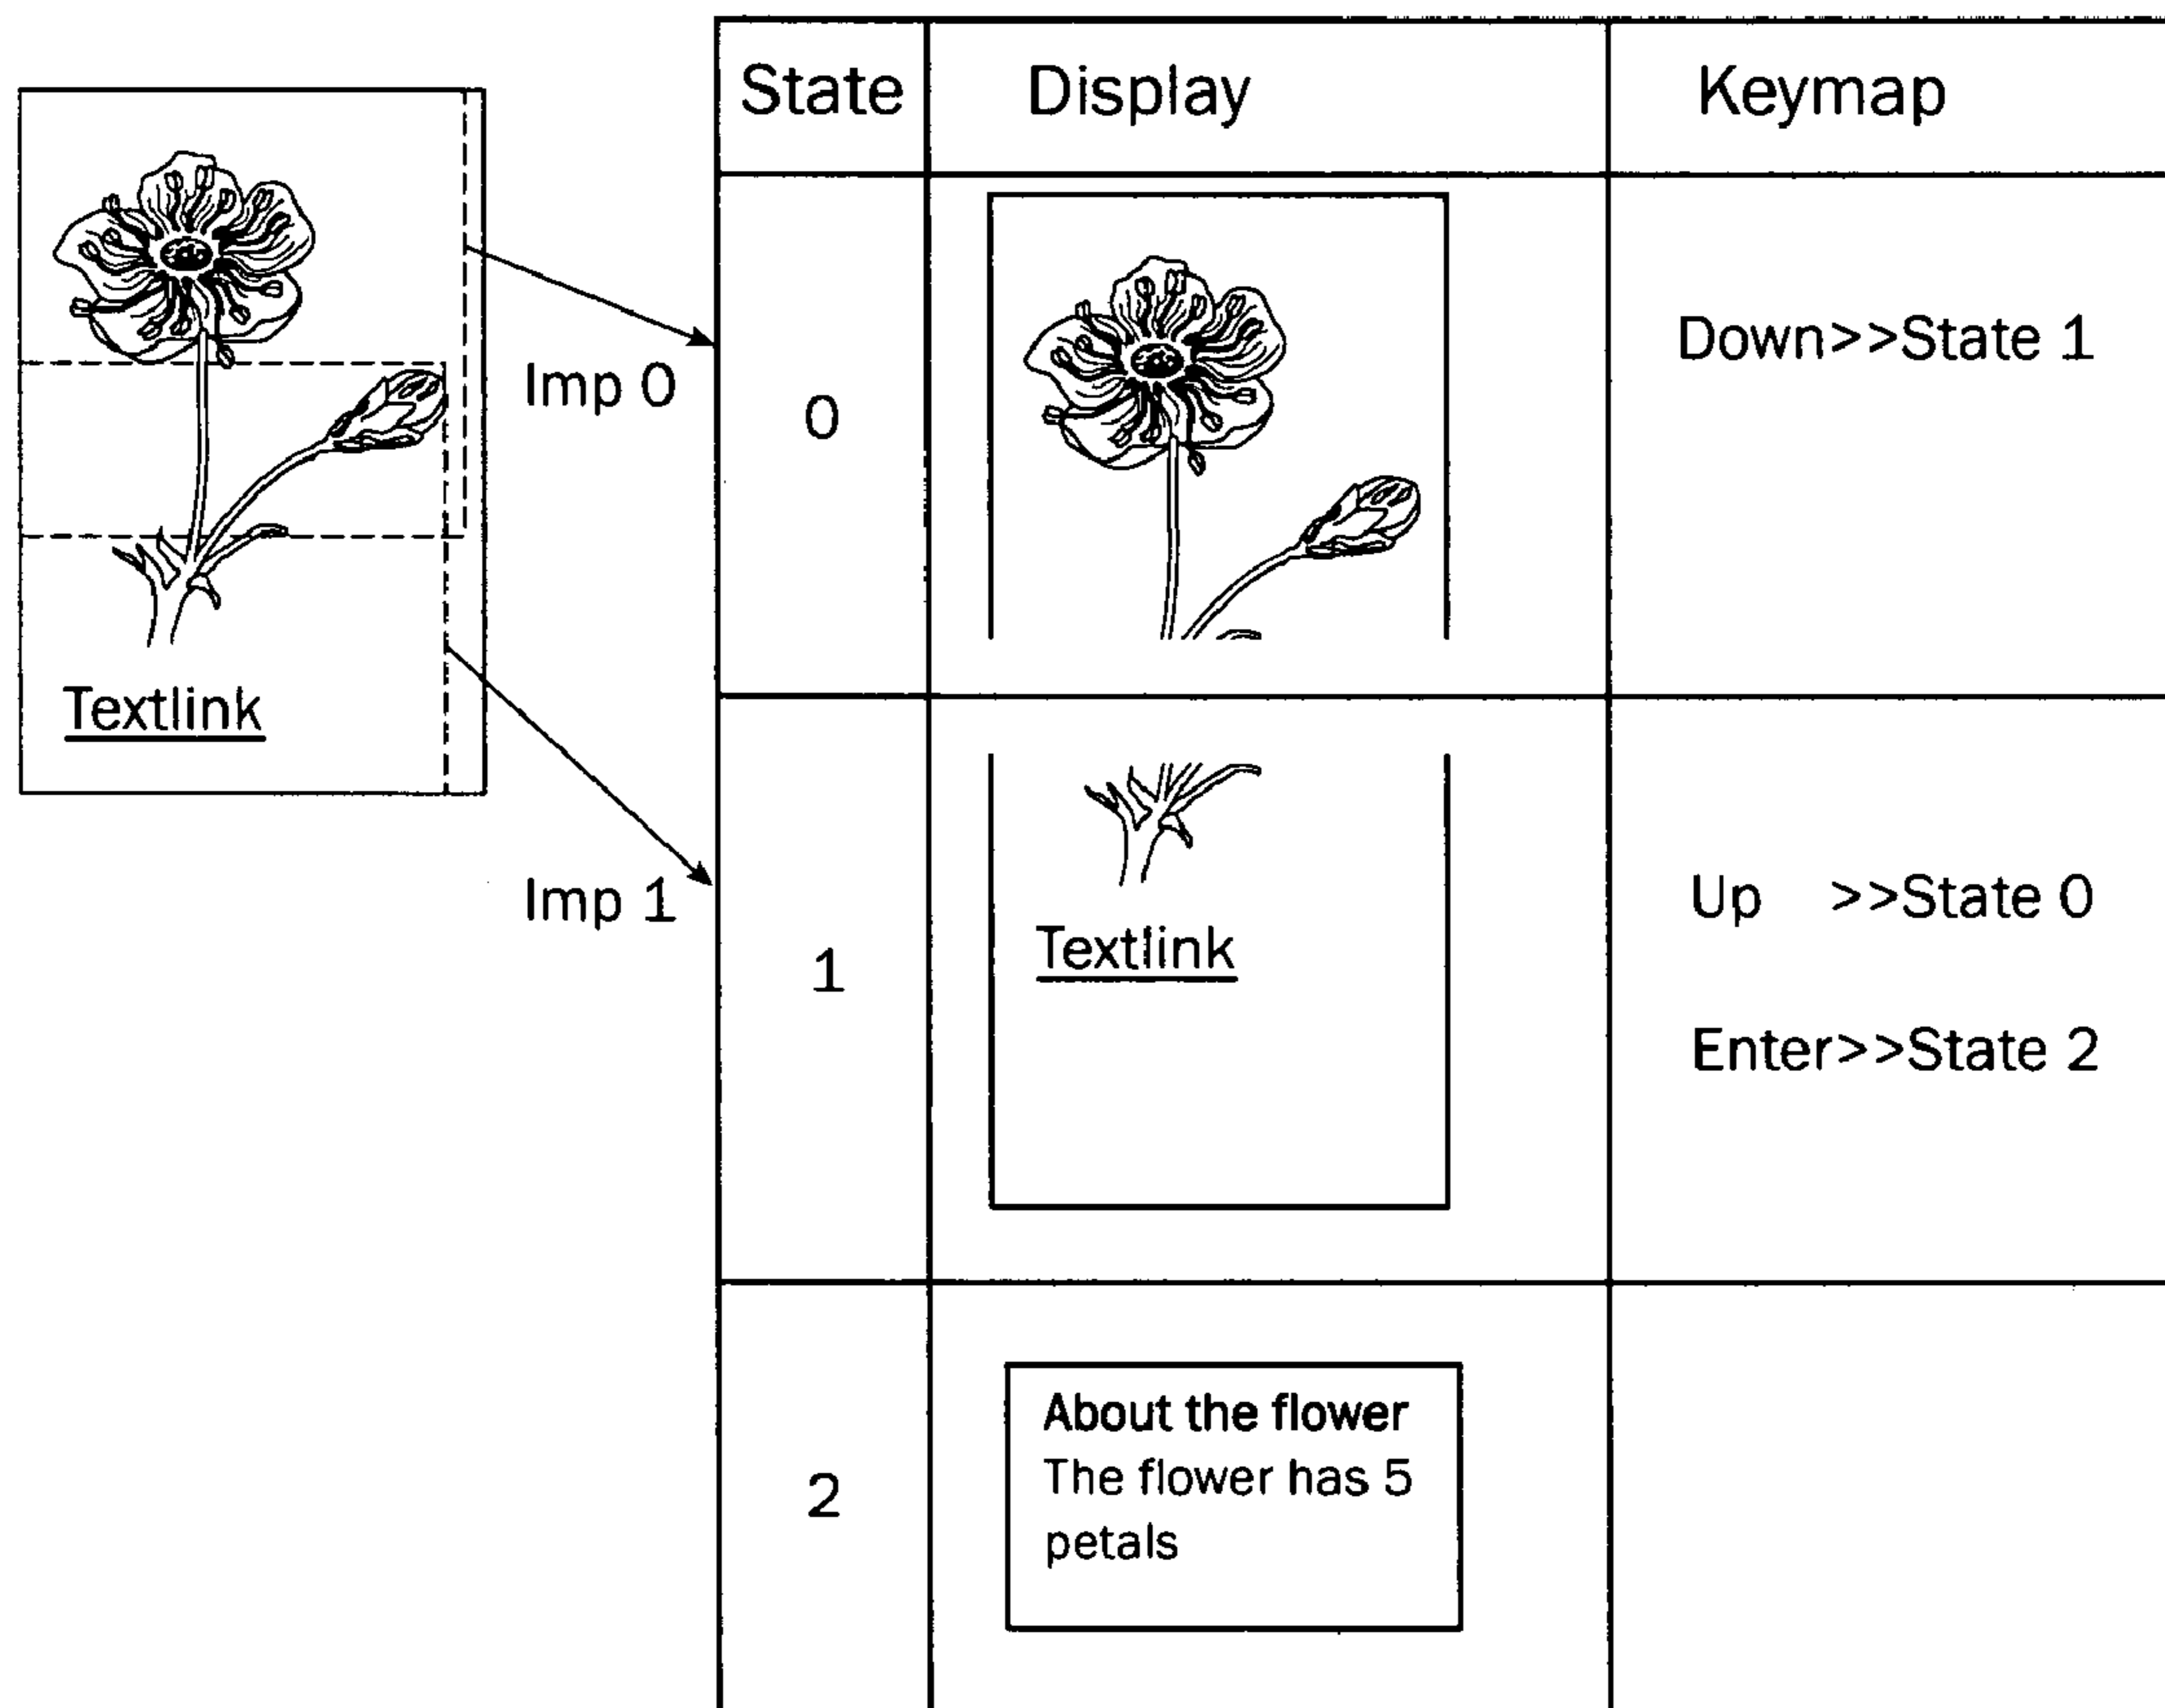 State Display Keymap
Imp 0
0
Down>>State 1
Textlink
Imp 1
1
Textlink
Up >>State 0
Enter>>State 2
2
About the flower
The flower has 5
petals